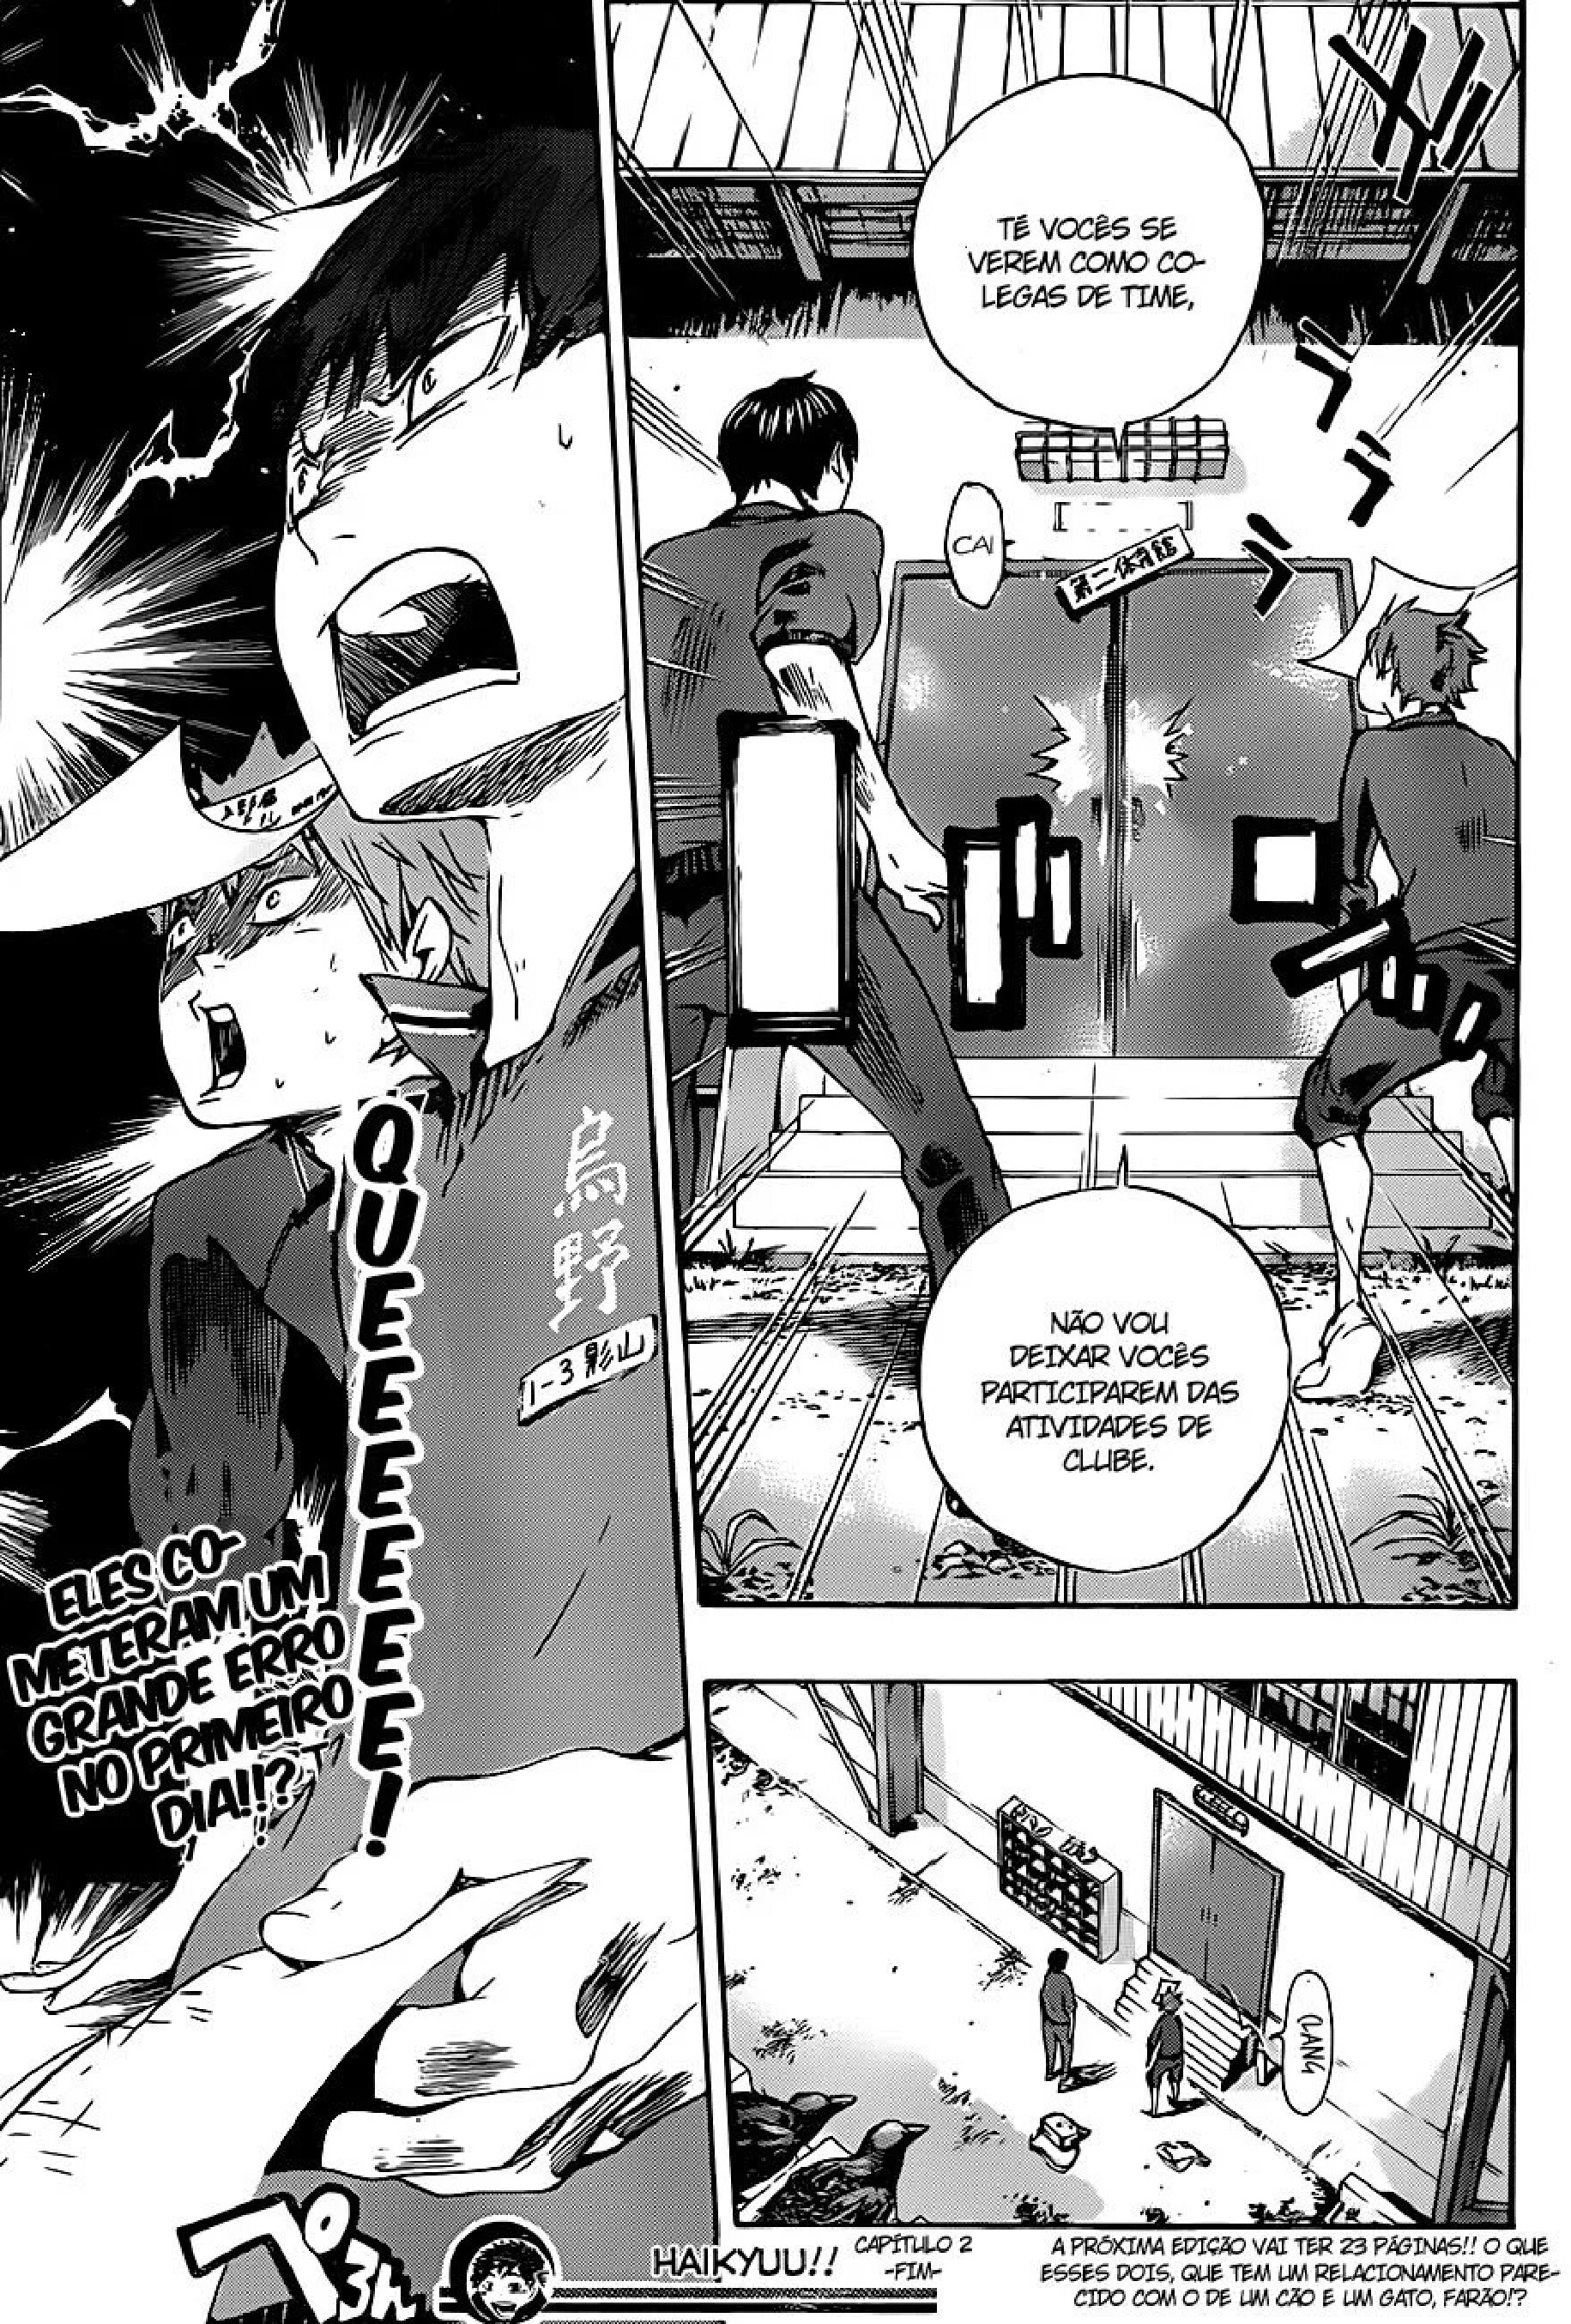 TÉ VOCÊS SE
VEREM COMO CO-
LEGAS DE TIME,
CAI
第二体育館
NÃO VOU
DEIXAR VOCÊS
PARTICIPAREM DAS
ATIVIDADES DE
CLUBE.
CLANG
QUEEEEEEEE!
烏野
1-3 影山
ELES CO-
METERAM UM
GRANDE ERRO
NO PRIMEIRO
DIA!!?
HAIKYUU!!
CAPÍTULO 2
-FIM-
A PRÓXIMA EDIÇÃO VAI TER 23 PÁGINAS!! O QUE
ESSES DOIS, QUE TEM UM RELACIONAMENTO PARE-
CIDO COM O DE UM CÃO E UM GATO, FARÃO!?